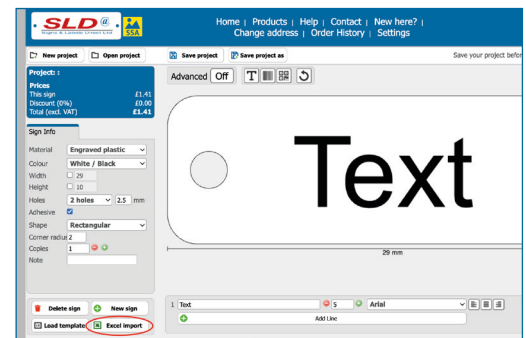 SLD@
Signs & Labels Direct Ltd
SSA
Home | Products | Help | Contact | New here? |
Change address | Order History | Settings
New project
Open project
Save project
Save project as
Save your project befor
Project: :
Prices
This sign £1.41
Discount (0%) £0.00
Total (excl. VAT) £1.41
Advanced Off T
Sign Info
Material Engraved plastic
Colour White / Black
Width 29
Height 10
Holes 2 holes 2.5 mm
Adhesive
Shape Rectangular
Corner radius 2
Copies 1
Note
Text
29 mm
Delete sign
New sign
Load template
Excel import
1 Text 5 Arial
Add Line